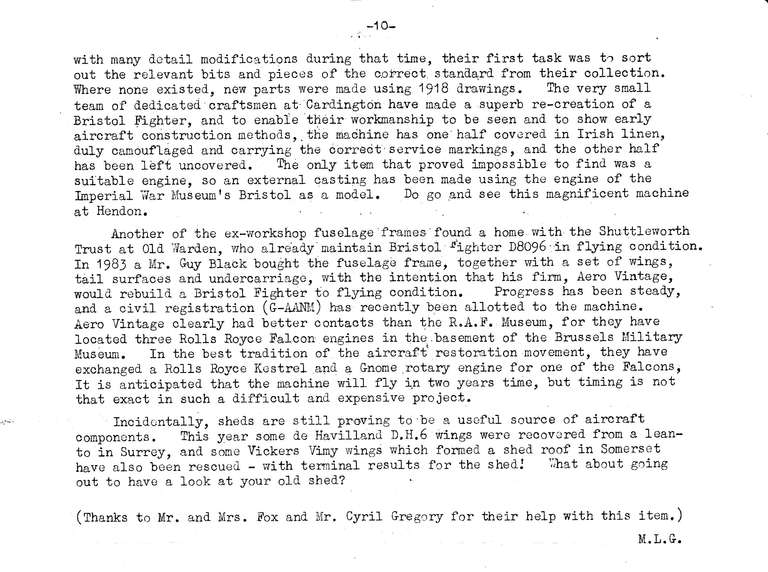 -10-
with many detail modifications during that time, their first task was to sort
out the relevant bits and pieces of the correct standard from their collection.
Where none existed, new parts were made using 1918 drawings. The very small
team of dedicated craftsmen at Cardington have made a superb re-creation of a
Bristol Fighter, and to enable their workmanship to be seen and to show early
aircraft construction methods, the machine has one half covered in Irish linen,
duly camouflaged and carrying the correct service markings, and the other half
has been left uncovered. The only item that proved impossible to find was a
suitable engine, so an external casting has been made using the engine of the
Imperial War Museum's Bristol as a model. Do go and see this magnificent machine
at Hendon.
Another of the ex-workshop fuselage frames found a home with the Shuttleworth
Trust at Old Warden, who already maintain Bristol Fighter D8096 in flying condition.
In 1983 a Mr. Guy Black bought the fuselage frame, together with a set of wings,
tail surfaces and undercarriage, with the intention that his firm, Aero Vintage,
would rebuild a Bristol Fighter to flying condition. Progress has been steady,
and a civil registration (G-AANM) has recently been allotted to the machine.
Aero Vintage clearly had better contacts than the R.A.F. Museum, for they have
located three Rolls Royce Falcon engines in the basement of the Brussels Military
Museum. In the best tradition of the aircraft restoration movement, they have
exchanged a Rolls Royce Kestrel and a Gnome rotary engine for one of the Falcons,
It is anticipated that the machine will fly in two years time, but timing is not
that exact in such a difficult and expensive project.
Incidentally, sheds are still proving to be a useful source of aircraft
components. This year some de Havilland D.H.6 wings were recovered from a lean-
to in Surrey, and some Vickers Vimy wings which formed a shed roof in Somerset
have also been rescued - with terminal results for the shed! What about going
out to have a look at your old shed?
(Thanks to Mr. and Mrs. Fox and Mr. Cyril Gregory for their help with this item.)
M.L.G.